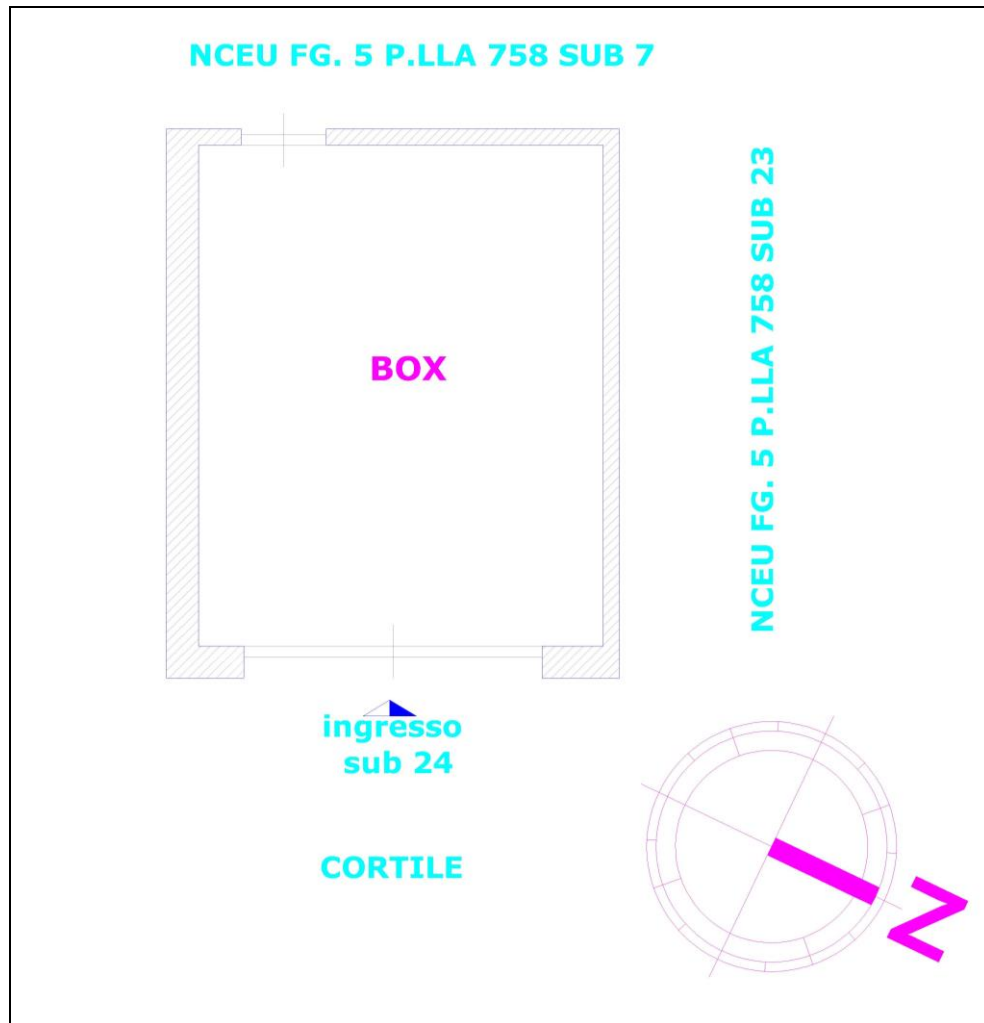 NCEU FG. 5 P.LLA 758 SUB 7
NCEU FG. 5 P.LLA 758 SUB 23
BOX
ingresso
sub 24
CORTILE
N